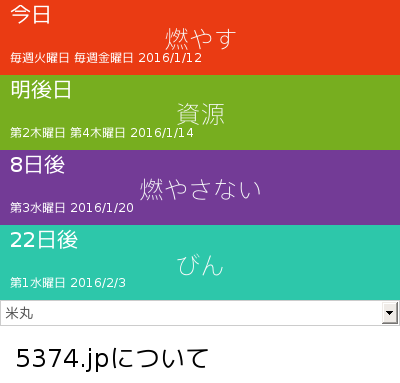 今日
燃やす
毎週火曜日 毎週金曜日 2016/1/12
明後日
資源
第2木曜日 第4木曜日 2016/1/14
8日後
燃やさない
第3水曜日 2016/1/20
22日後
びん
第1水曜日 2016/2/3
米丸
5374.jpについて